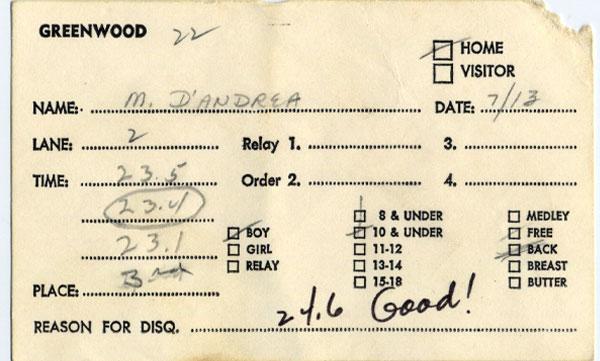 GREENWOOD 22
HOME
VISITOR
NAME: M. D'ANDREA DATE: 7/13
LANE: 2 Relay 1. 3.
TIME: 23.5 Order 2. 4.
23.4
23.1
8 & UNDER MEDLEY
BOY 10 & UNDER FREE
GIRL 11-12 BACK
RELAY 13-14 BREAST
15-18 BUTTER
PLACE: 3rd
24.6 Good!
REASON FOR DISQ.